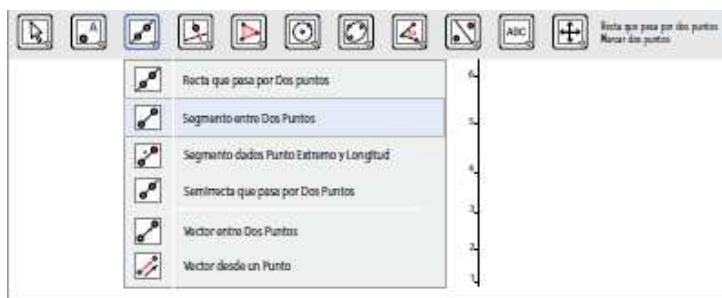 A
ABC
Recta que pasa por dos puntos
Marcar dos puntos
Recta que pasa por Dos puntos
Segmento entre Dos Puntos
Segmento dados Punto Extremo y Longitud
Semirrecta que pasa por Dos Puntos
Vector entre Dos Puntos
Vector desde un Punto
6
5
4
3
2
1